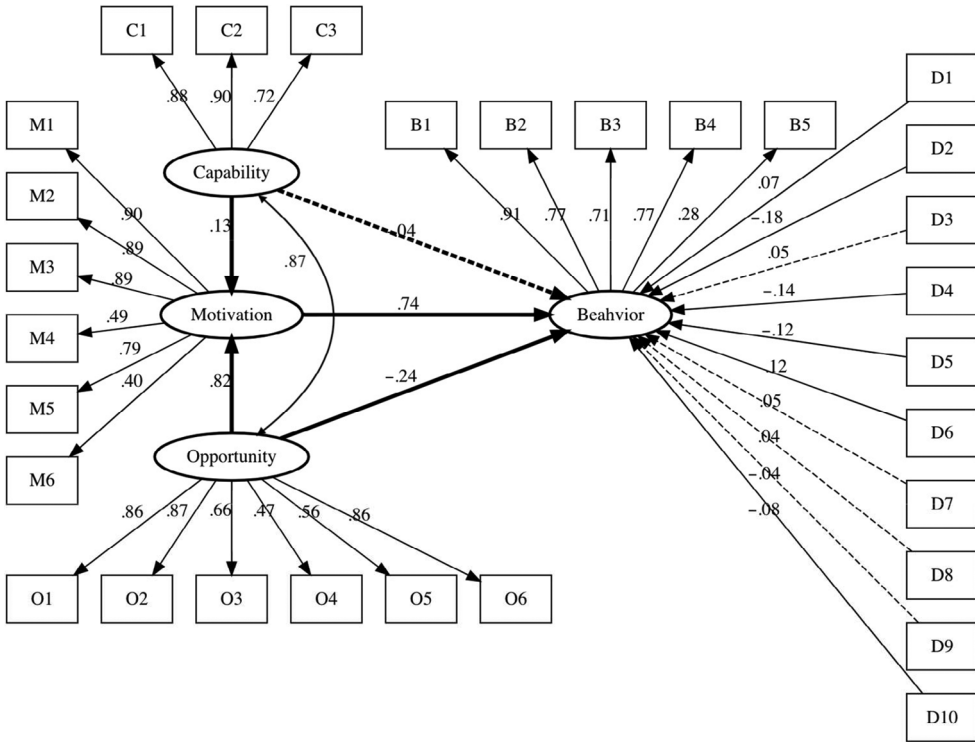 C1
C2
C3
.88
.90
.72
M1
M2
M3
M4
M5
M6
.90
.89
.89
.49
.79
.40
Capability
.13
.04
.87
Motivation
.74
.82
-.24
Opportunity
.86
.87
.66
.47
.56
.86
O1
O2
O3
O4
O5
O6
B1
B2
B3
B4
B5
.91
.77
.71
.77
.28
Beahvior
.07
-.18
.05
-.14
-.12
.12
.05
.04
-.04
-.08
D1
D2
D3
D4
D5
D6
D7
D8
D9
D10